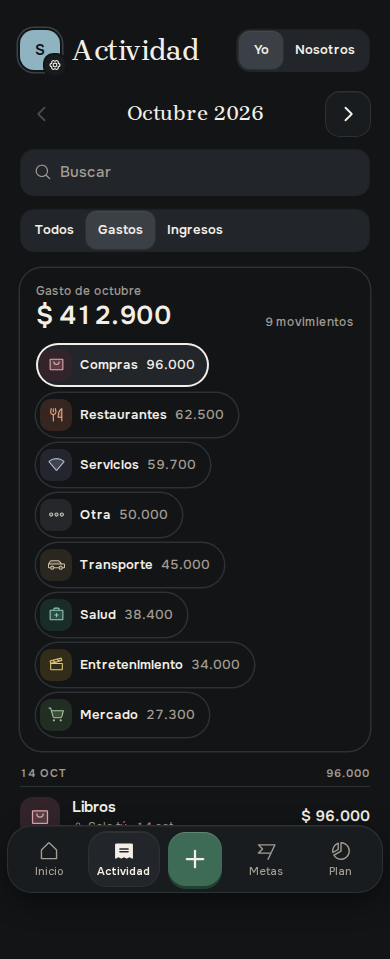 S
Actividad
Yo
Nosotros
Octubre 2026
Buscar
Todos
Gastos
Ingresos
Gasto de octubre
$ 412.900
9 movimientos
Compras 96.000
Restaurantes 62.500
Servicios 59.700
Otra 50.000
Transporte 45.000
Salud 38.400
Entretenimiento 34.000
Mercado 27.300
14 OCT
96.000
Libros
$ 96.000
Inicio
Actividad
Metas
Plan